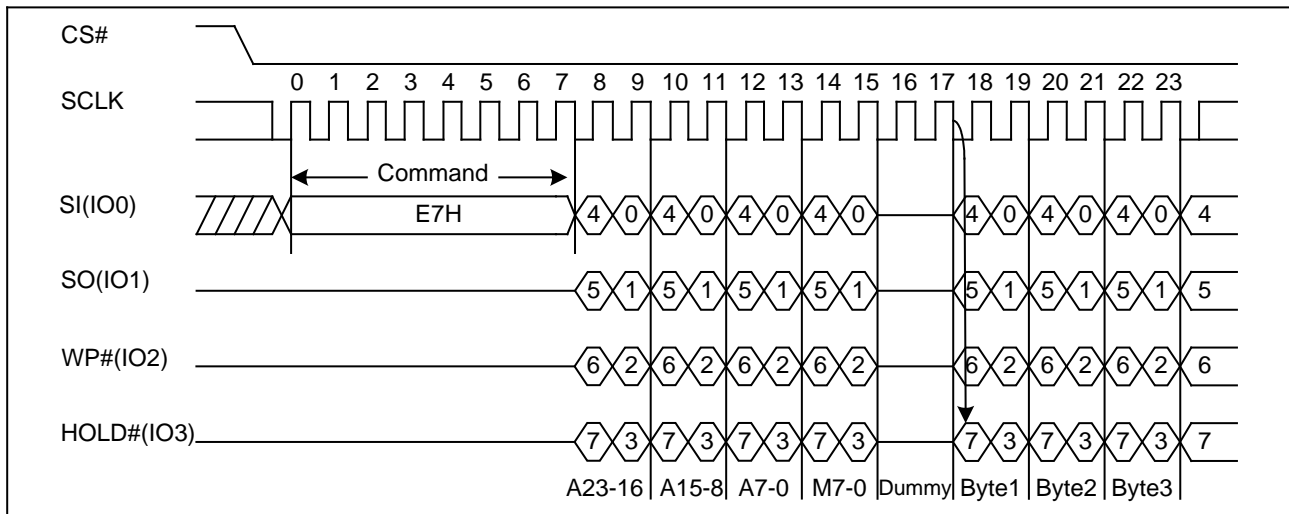 CS#
0 1 2 3 4 5 6 7 8 9 10 11 12 13 14 15 16 17 18 19 20 21 22 23
SCLK
Command
SI(IO0)
E7H 4 0 4 0 4 0 4 0 4 0 4 0 4 0 4
SO(IO1)
5 1 5 1 5 1 5 1 5 1 5 1 5 1 5
WP#(IO2)
6 2 6 2 6 2 6 2 6 2 6 2 6 2 6
HOLD#(IO3)
7 3 7 3 7 3 7 3 7 3 7 3 7 3 7
A23-16 A15-8 A7-0 M7-0 Dummy Byte1 Byte2 Byte3